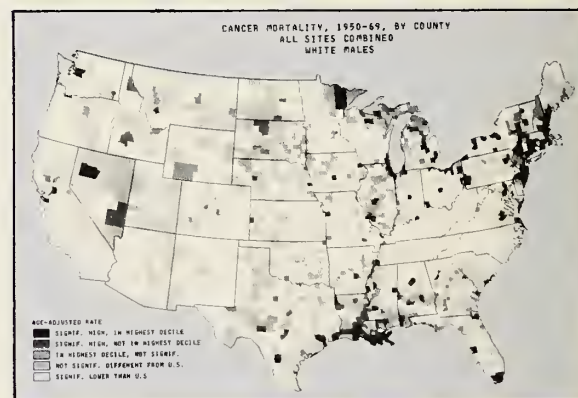 CANCER MORTALITY, 1950-69, BY COUNTY
ALL SITES COMBINED
WHITE MALES
AGE-ADJUSTED RATE
SIGNIF. HIGH, IN HIGHEST DECILE
SIGNIF. HIGH, NOT IN HIGHEST DECILE
IN HIGHEST DECILE, NOT SIGNIF.
NOT SIGNIF. DIFFERENT FROM U.S.
SIGNIF. LOWER THAN U.S